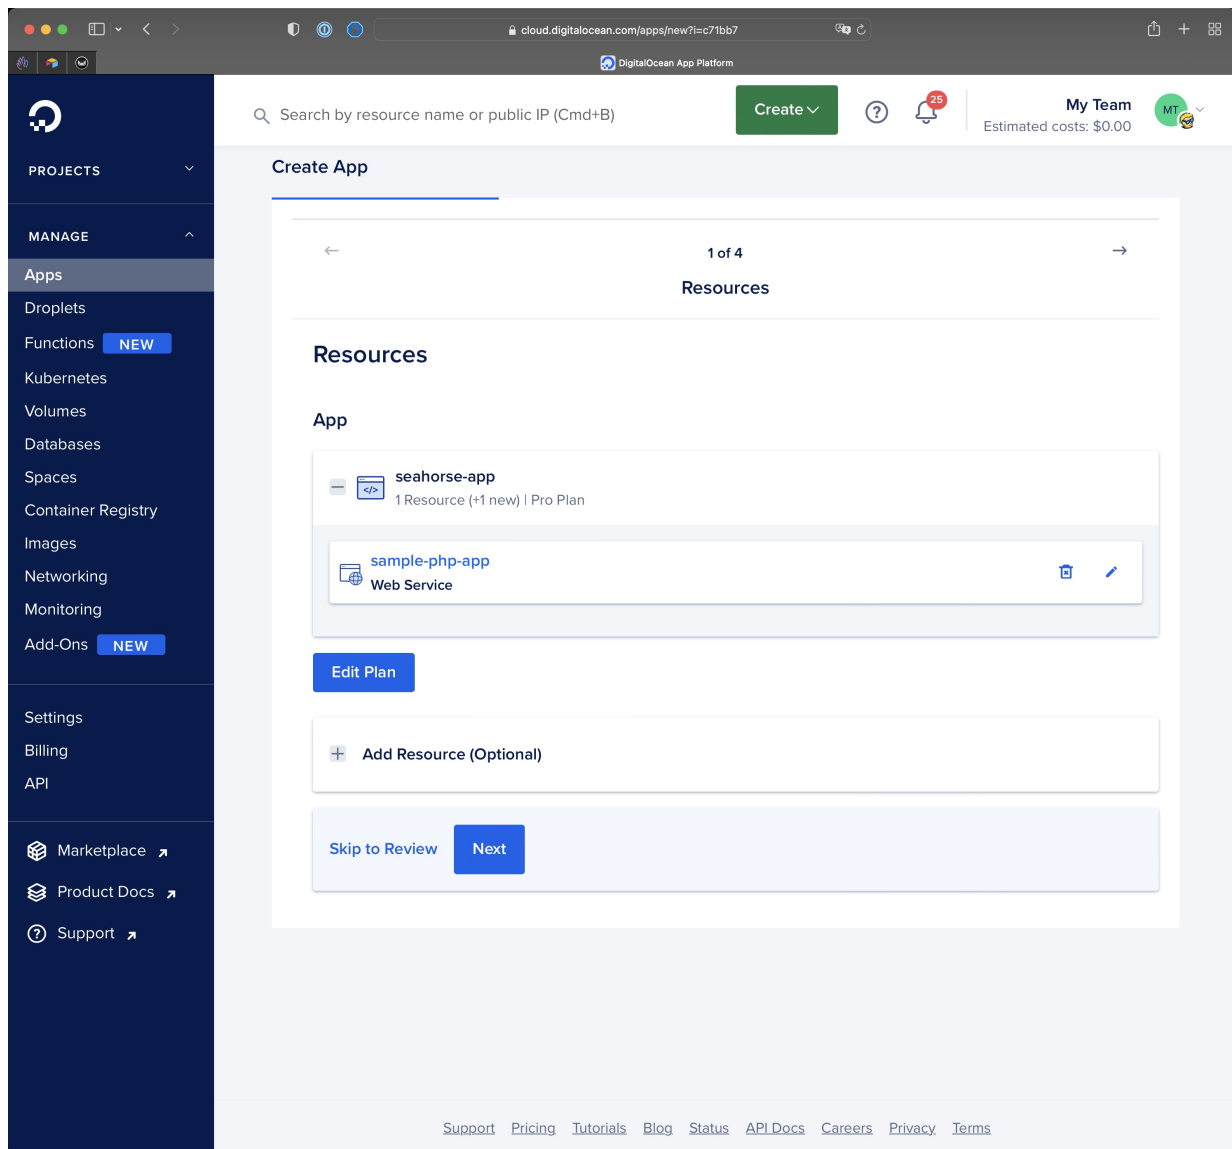 cloud.digitalocean.com/apps/new?i=c71bb7
DigitalOcean App Platform
Search by resource name or public IP (Cmd+B)
Create
25
My Team
Estimated costs: $0.00
MT
PROJECTS
MANAGE
Apps
Droplets
Functions NEW
Kubernetes
Volumes
Databases
Spaces
Container Registry
Images
Networking
Monitoring
Add-Ons NEW
Settings
Billing
API
Marketplace
Product Docs
Support
Create App
1 of 4
Resources
Resources
App
seahorse-app
1 Resource (+1 new) | Pro Plan
sample-php-app
Web Service
Edit Plan
Add Resource (Optional)
Skip to Review
Next
Support Pricing Tutorials Blog Status API Docs Careers Privacy Terms